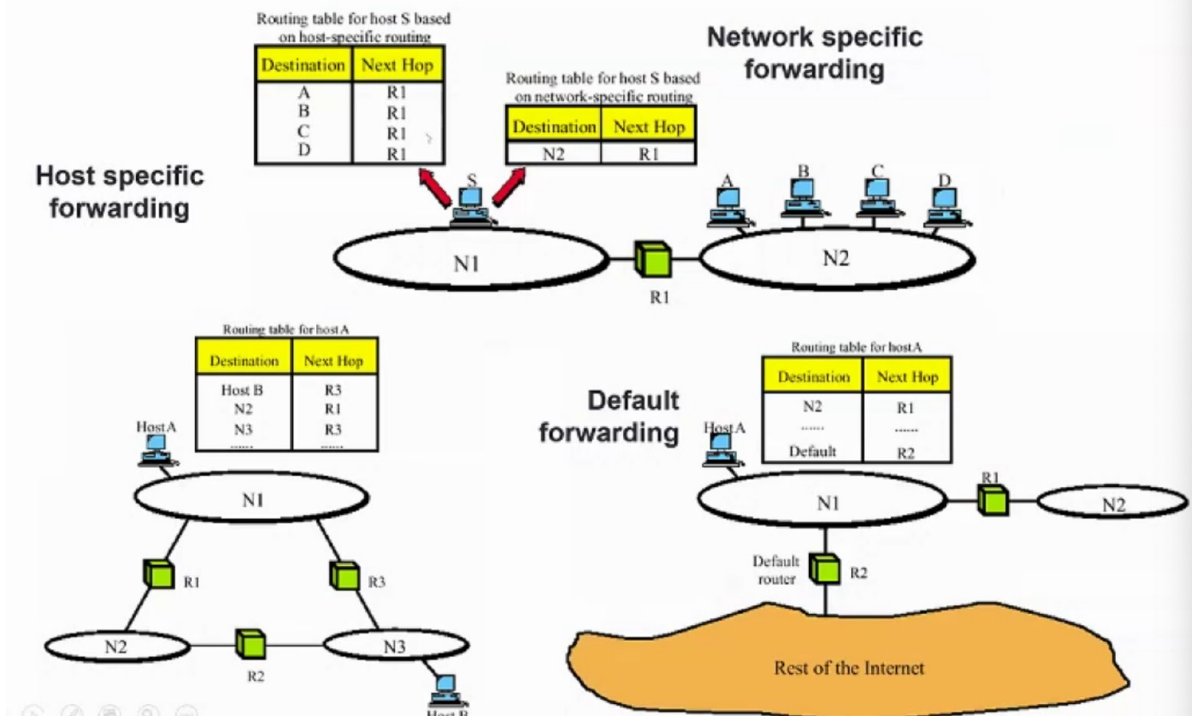 Routing table for host S based
on host-specific routing
Destination Next Hop
A R1
B R1
C R1
D R1
Network specific
forwarding
Routing table for host S based
on network-specific routing
Destination Next Hop
N2 R1
Host specific
forwarding
S
A
B
C
D
N1
R1
N2
Routing table for host A
Destination Next Hop
Host B R3
N2 R1
N3 R3
...... ......
Host A
N1
R1
R3
N2
R2
N3
Host B
Default
forwarding
Routing table for host A
Destination Next Hop
N2 R1
...... ......
Default R2
Host A
N1
R1
N2
Default
router
R2
Rest of the Internet